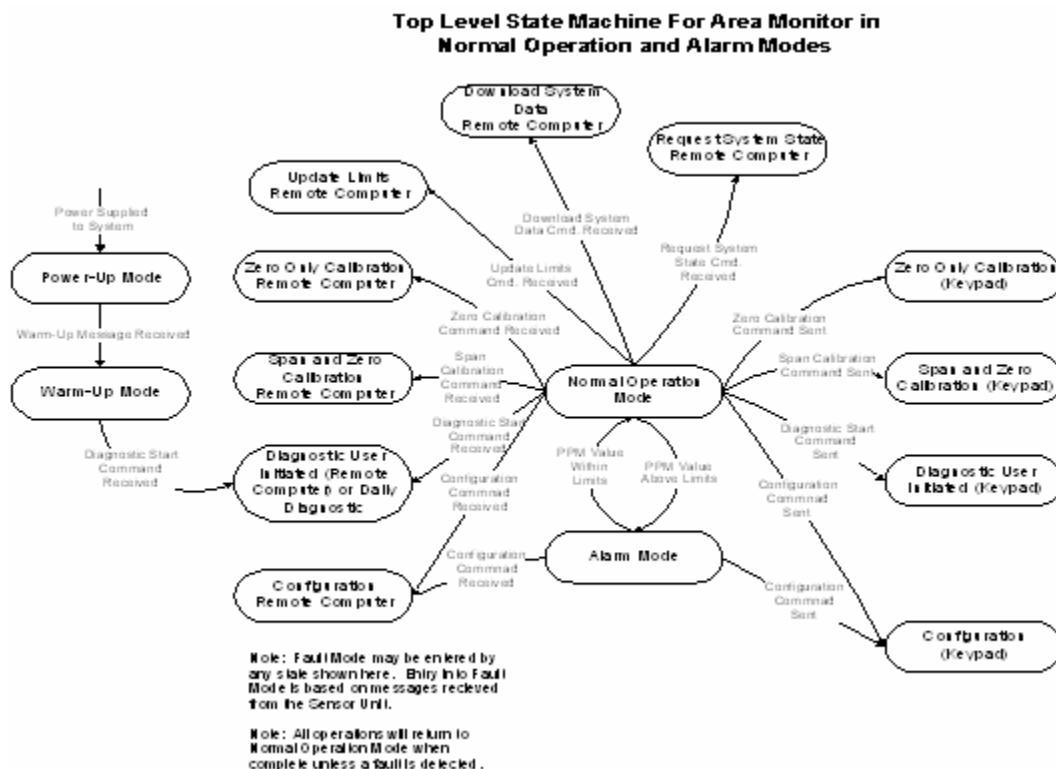 Top Level State Machine For Area Monitor in
Normal Operation and Alarm Modes
Download System
Data
Remote Computer
Request System State
Remote Computer
Update Limits
Remote Computer
Power Supplied
to System
Download System
Data Cmd. Received
Request System
State Cmd.
Received
Power-Up Mode
Zero Only Calibration
Remote Computer
Update Limits
Cmd. Received
Zero Only Calibration
(Keypad)
Warm-Up Message Received
Zero Calibration
Command Received
Zero Calibration
Command Sent
Warm-Up Mode
Span and Zero
Calibration
Remote Computer
Span
Calibration
Command
Received
Normal Operation
Mode
Span Calibration
Command Sent
Span and Zero
Calibration (Keypad)
Diagnostic Start
Command
Received
Diagnostic User
Initiated (Remote
Computer) or Daily
Diagnostic
Diagnostic Start
Command
Received
PPM Value
Within
Limits
PPM Value
Above Limits
Diagnostic Start
Command
Sent
Diagnostic User
Initiated (Keypad)
Configuration
Commnad
Received
Configuration
Commnad
Sent
Alarm Mode
Configuration
Remote Computer
Configuration
Commnad
Received
Configuration
Commnad
Sent
Configuration
(Keypad)
Note: Fault Mode may be entered by
any state shown here. Entry into Fault
Mode is based on messages recieved
from the Sensor Unit.
Note: All operations will return to
Normal Operation Mode when
complete unless a fault is detected.